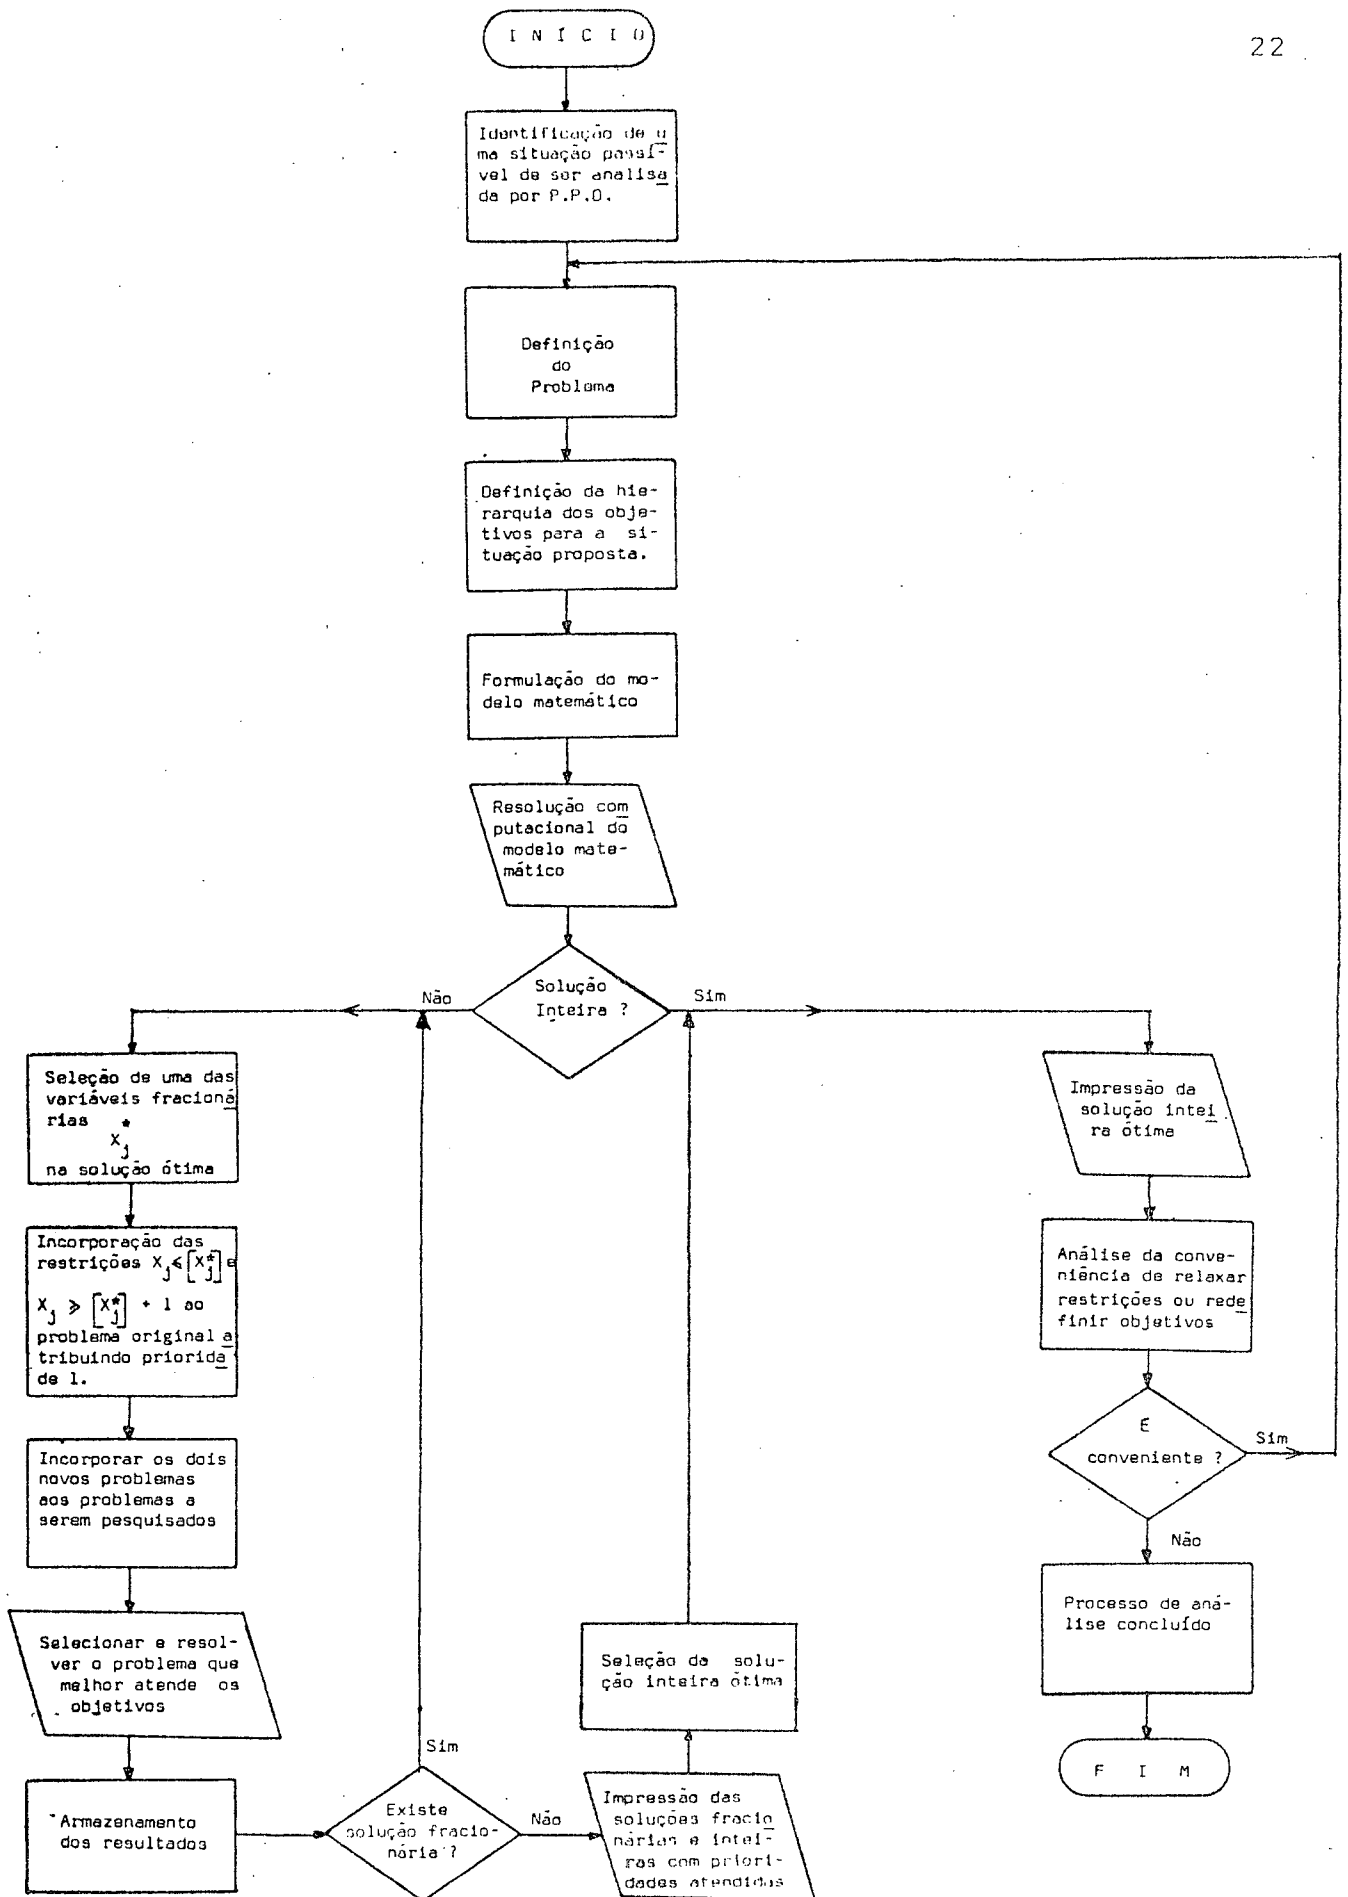 22
I N Í C I O
Identificação de u
ma situação passí-
vel de ser analisa
da por P.P.O.
Definição
do
Problema
Definição da hie-
rarquia dos obje-
tivos para a si-
tuação proposta.
Formulação do mo-
delo matemático
Resolução com
putacional do
modelo mate-
mático
Solução
Inteira ?
Não
Sim
Seleção de uma das
variáveis fracioná
rias
X*j
na solução ótima
Incorporação das
restrições Xj ⩽ [X*j] e
Xj ⩾ [X*j] + 1 ao
problema original a
tribuindo priorida
de 1.
Incorporar os dois
novos problemas
aos problemas a
serem pesquisados
Selecionar e resol-
ver o problema que
melhor atende os
objetivos
Armazenamento
dos resultados
Existe
solução fracio-
nária ?
Sim
Não
Impressão das
soluções fracio
nárias e intei-
ras com priori-
dades atendidas
Seleção da solu-
ção inteira ótima
Impressão da
solução intei
ra ótima
Análise da conve-
niência de relaxar
restrições ou rede
finir objetivos
É
conveniente ?
Sim
Não
Processo de aná-
lise concluído
F I M